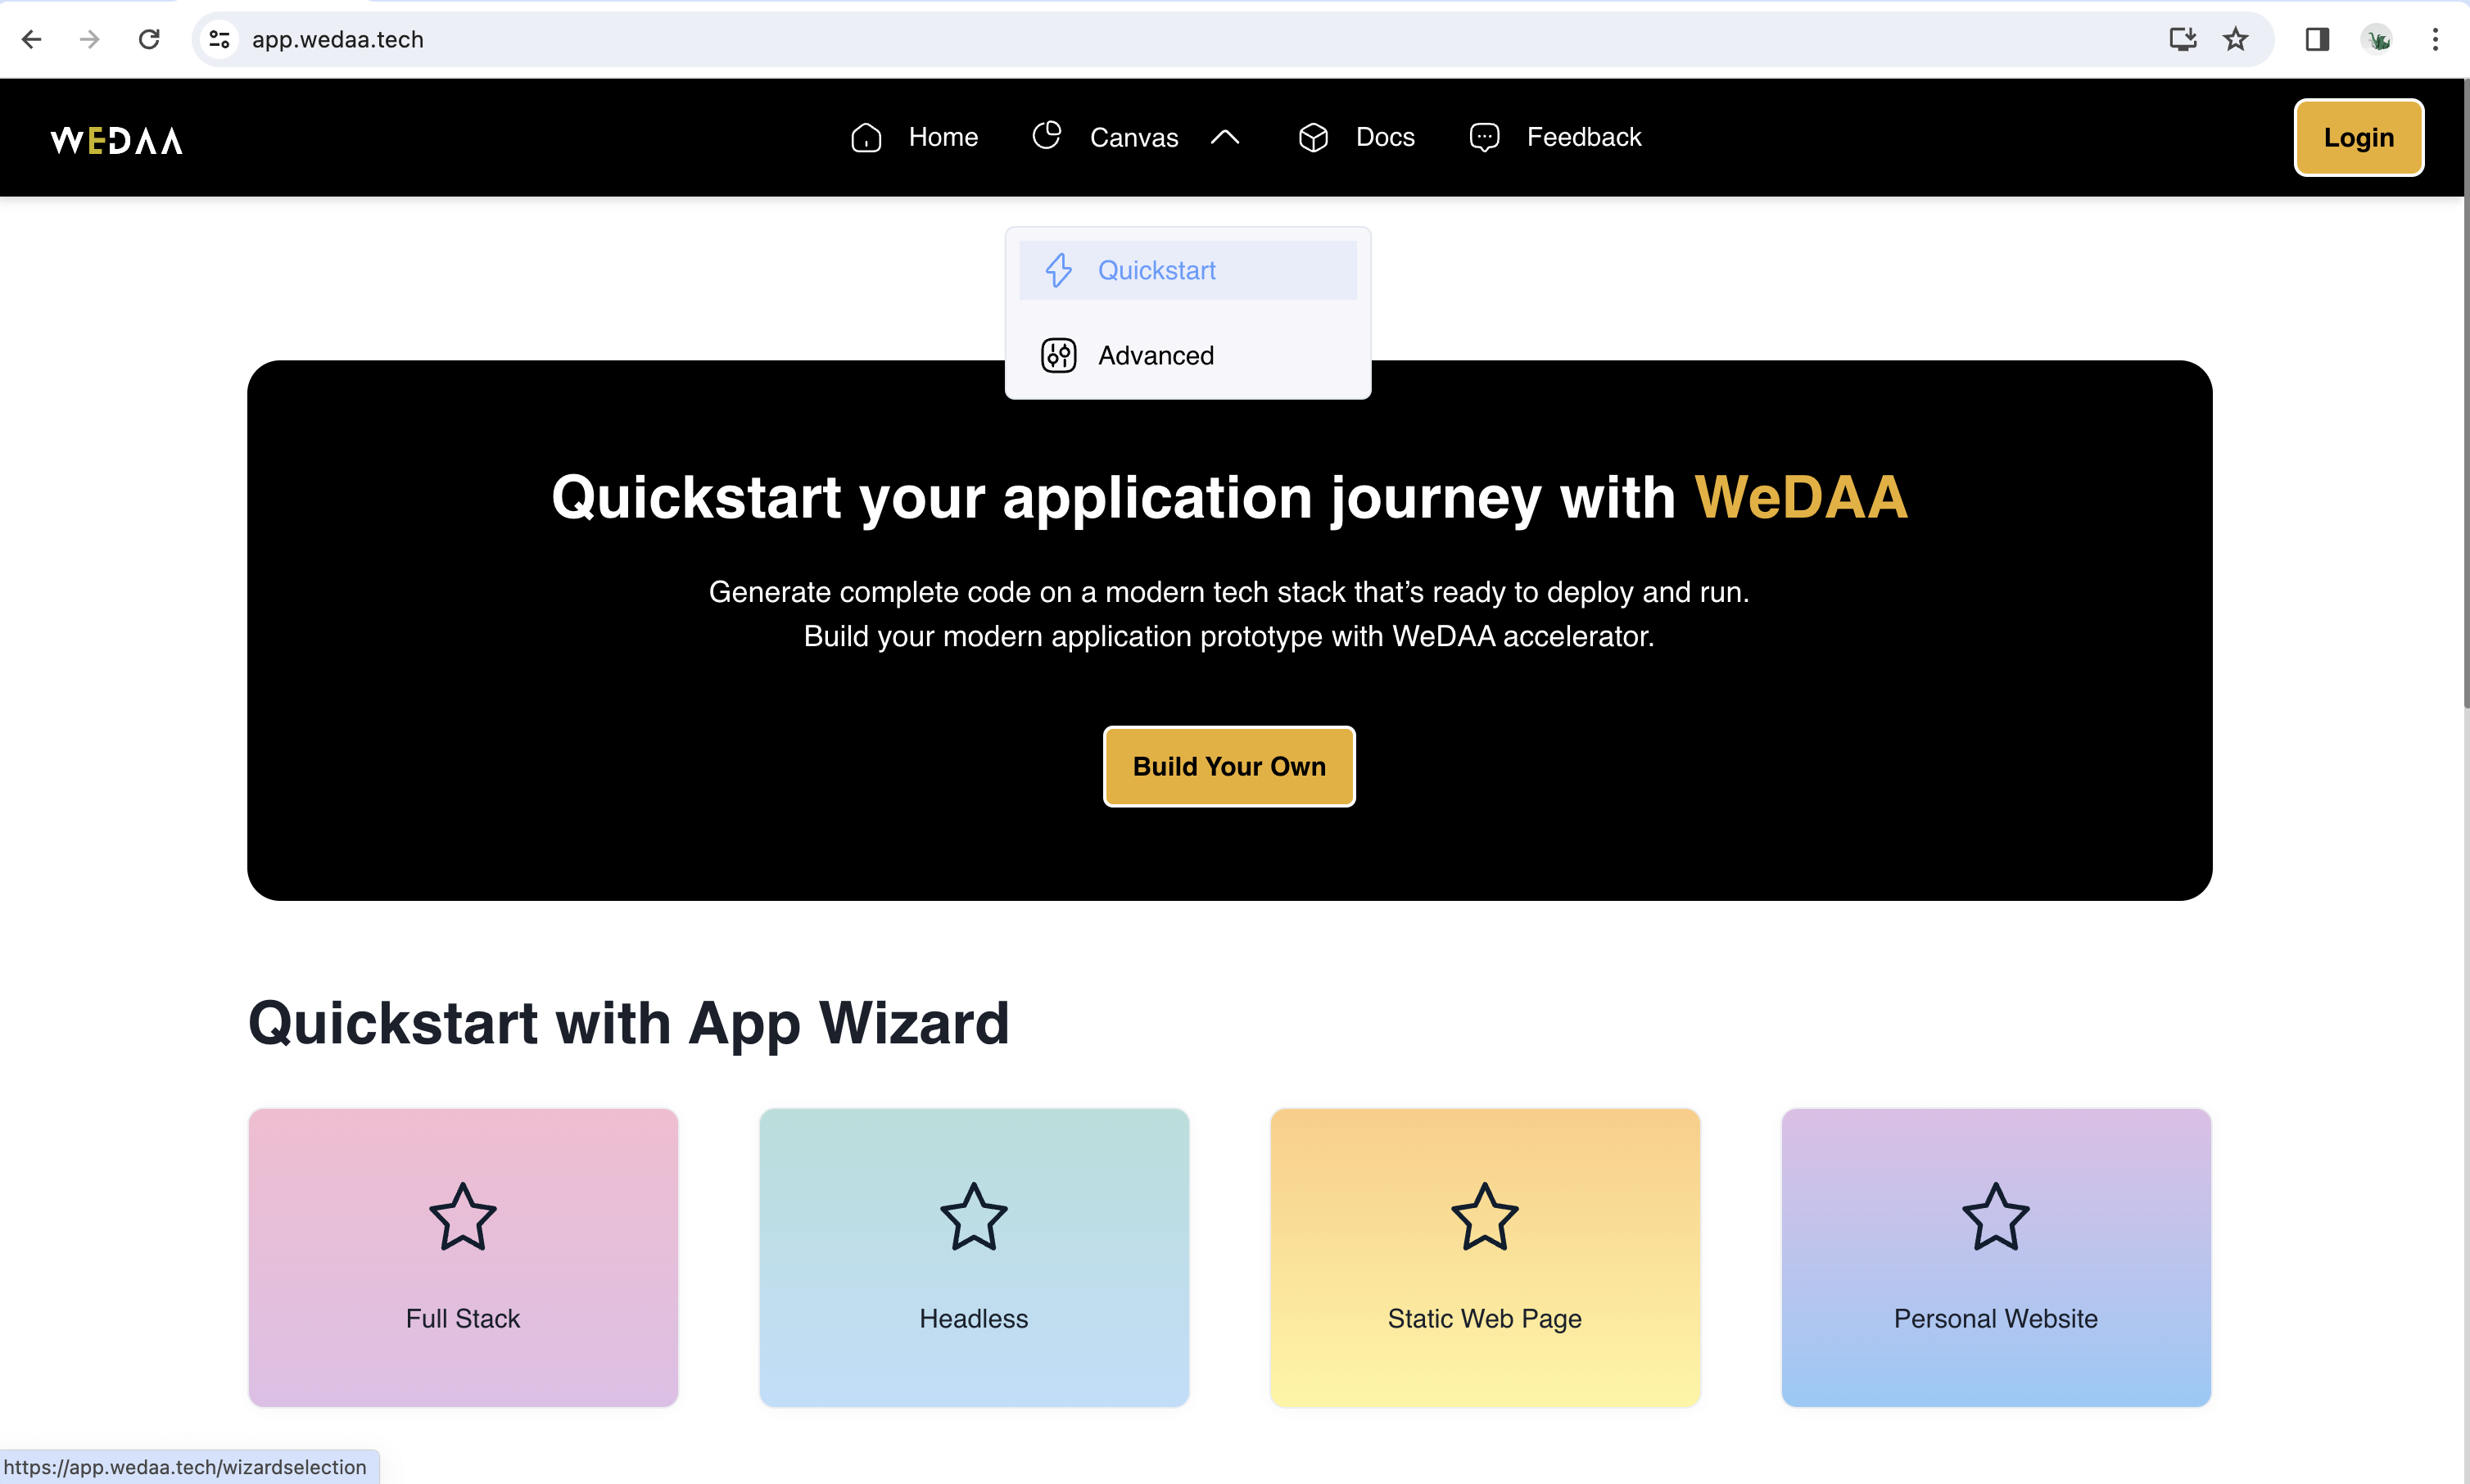 app.wedaa.tech
WEDAA
Home
Canvas
Docs
Feedback
Login
Quickstart
Advanced
Quickstart your application journey with WeDAA
Generate complete code on a modern tech stack that’s ready to deploy and run.
Build your modern application prototype with WeDAA accelerator.
Build Your Own
Quickstart with App Wizard
Full Stack
Headless
Static Web Page
Personal Website
https://app.wedaa.tech/wizardselection